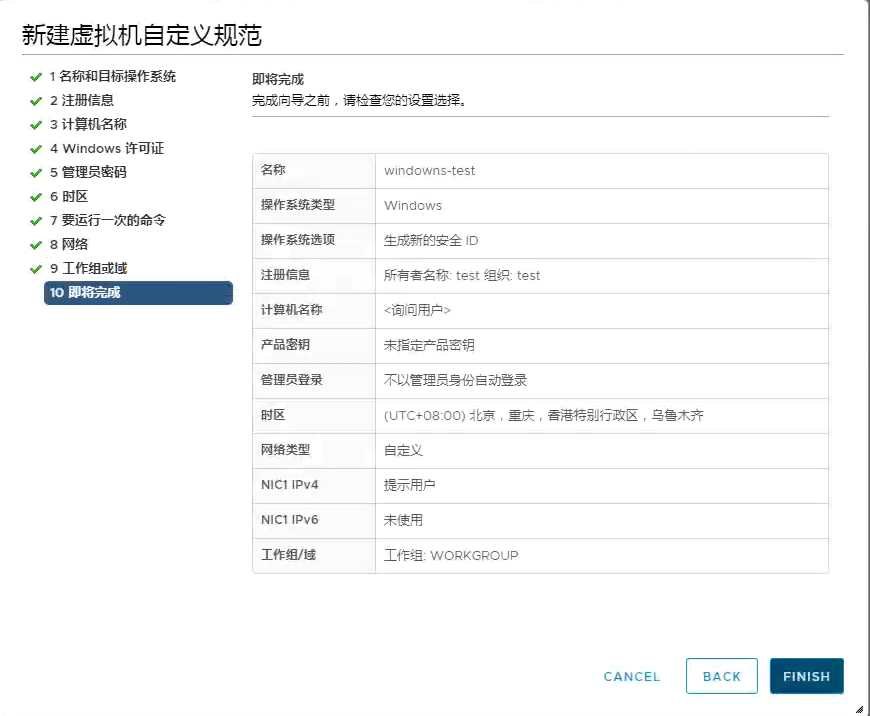 新建虚拟机自定义规范
1 名称和目标操作系统
2 注册信息
3 计算机名称
4 Windows 许可证
5 管理员密码
6 时区
7 要运行一次的命令
8 网络
9 工作组或域
10 即将完成
即将完成
完成向导之前，请检查您的设置选择。
名称 windowns-test
操作系统类型 Windows
操作系统选项 生成新的安全 ID
注册信息 所有者名称: test 组织: test
计算机名称 <询问用户>
产品密钥 未指定产品密钥
管理员登录 不以管理员身份自动登录
时区 (UTC+08:00) 北京，重庆，香港特别行政区，乌鲁木齐
网络类型 自定义
NIC1 IPv4 提示用户
NIC1 IPv6 未使用
工作组/域 工作组: WORKGROUP
CANCEL BACK FINISH